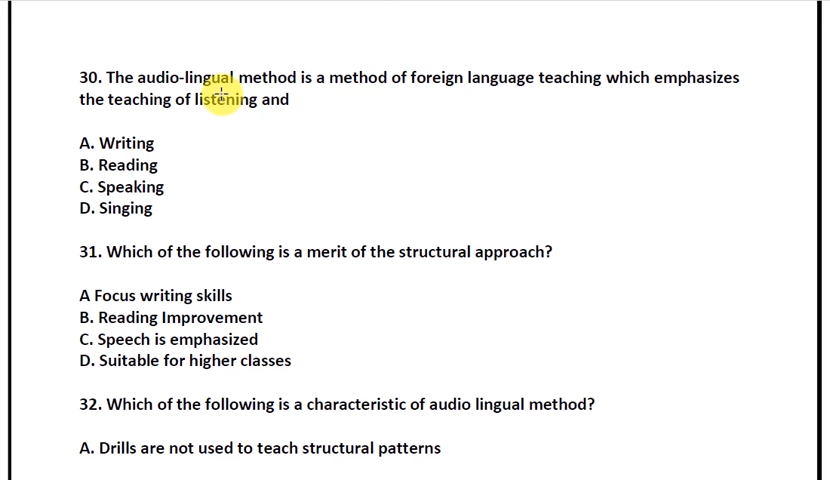 30. The audio-lingual method is a method of foreign language teaching which emphasizes
the teaching of listening and
A. Writing
B. Reading
C. Speaking
D. Singing
31. Which of the following is a merit of the structural approach?
A Focus writing skills
B. Reading Improvement
C. Speech is emphasized
D. Suitable for higher classes
32. Which of the following is a characteristic of audio lingual method?
A. Drills are not used to teach structural patterns